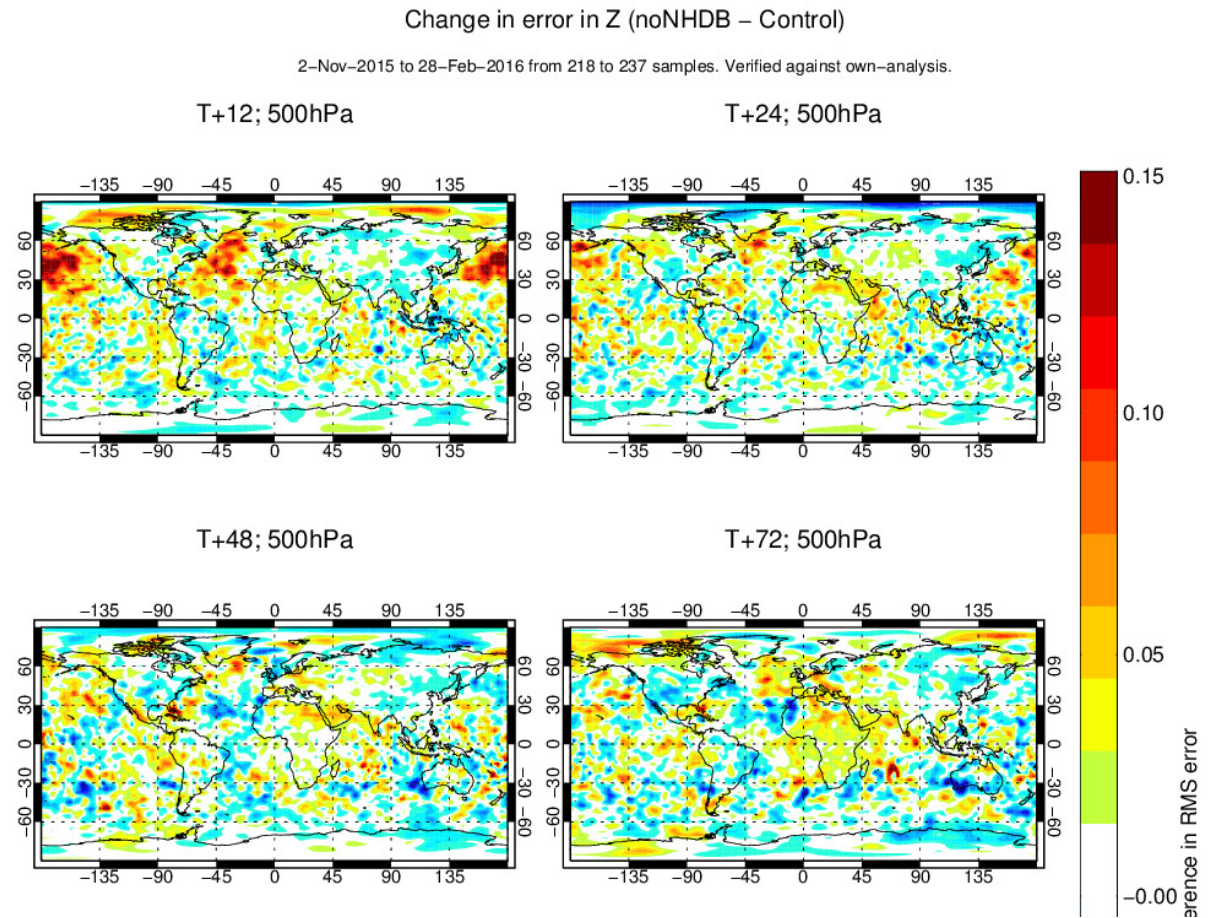 Change in error in Z (noNHDB − Control)
2−Nov−2015 to 28−Feb−2016 from 218 to 237 samples. Verified against own−analysis.
T+12; 500hPa
T+24; 500hPa
−135 −90 −45 0 45 90 135
−135 −90 −45 0 45 90 135
60 60 60 60
30 30 30 30
0 0 0 0
−30 −30 −30 −30
−60 −60 −60 −60
−135 −90 −45 0 45 90 135
−135 −90 −45 0 45 90 135
T+48; 500hPa
T+72; 500hPa
−135 −90 −45 0 45 90 135
−135 −90 −45 0 45 90 135
60 60 60 60
30 30 30 30
0 0 0 0
−30 −30 −30 −30
−60 −60 −60 −60
−135 −90 −45 0 45 90 135
−135 −90 −45 0 45 90 135
0.15
0.10
0.05
−0.00
erence in RMS error